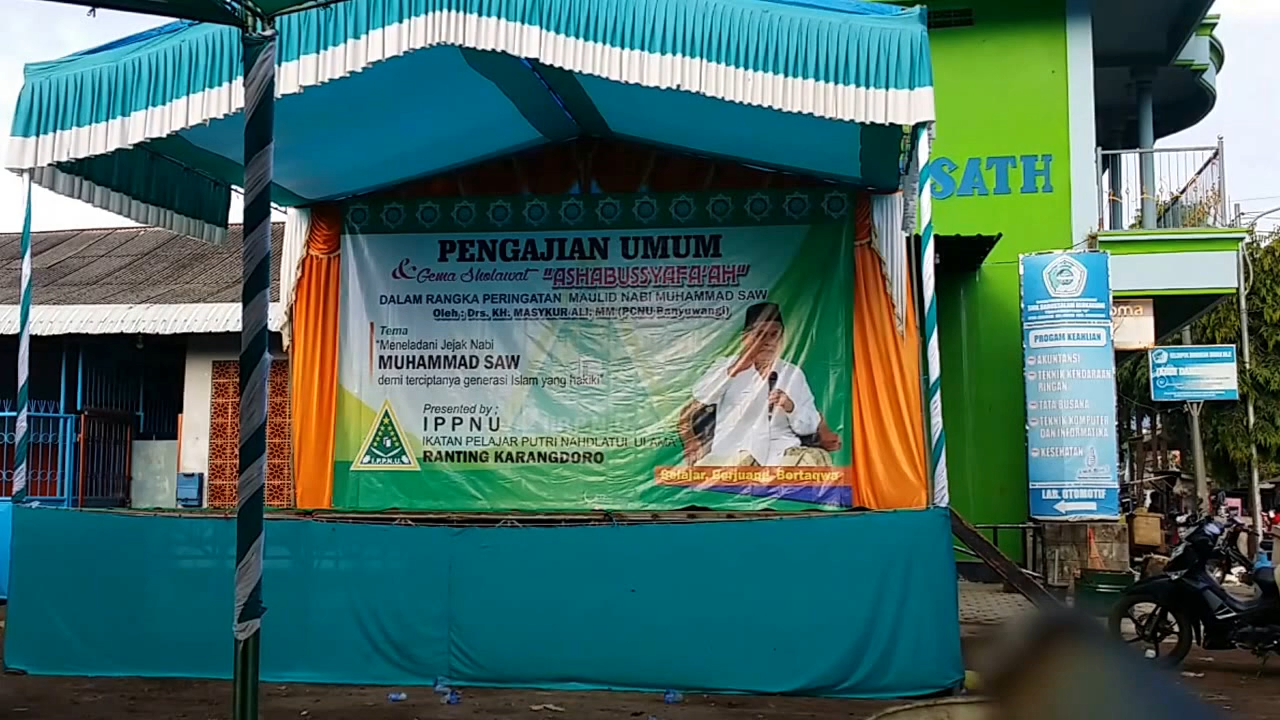 PENGAJIAN UMUM
& Gema Sholawat "ASHABUSSYAFA'AH"
DALAM RANGKA PERINGATAN MAULID NABI MUHAMMAD SAW
Oleh : Drs. KH. MASYKUR ALI, MM (PCNU Banyuwangi)
Tema
"Meneladani Jejak Nabi
MUHAMMAD SAW
demi terciptanya generasi Islam yang hakiki"
Presented by ;
IPPNU
IKATAN PELAJAR PUTRI NAHDLATUL ULAMA
RANTING KARANGDORO
I.P.P.N.U.
Belajar, Berjuang, Bertaqwa
SATH
PROGAM KEAHLIAN
AKUNTANSI
TEKNIK KENDARAAN
RINGAN
TATA BUSANA
TEKNIK KOMPUTER
DAN INFORMATIKA
KESEHATAN
LAB. OTOMOTIF
oma